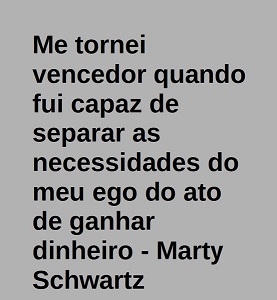 Me tornei
vencedor quando
fui capaz de
separar as
necessidades do
meu ego do ato
de ganhar
dinheiro - Marty
Schwartz